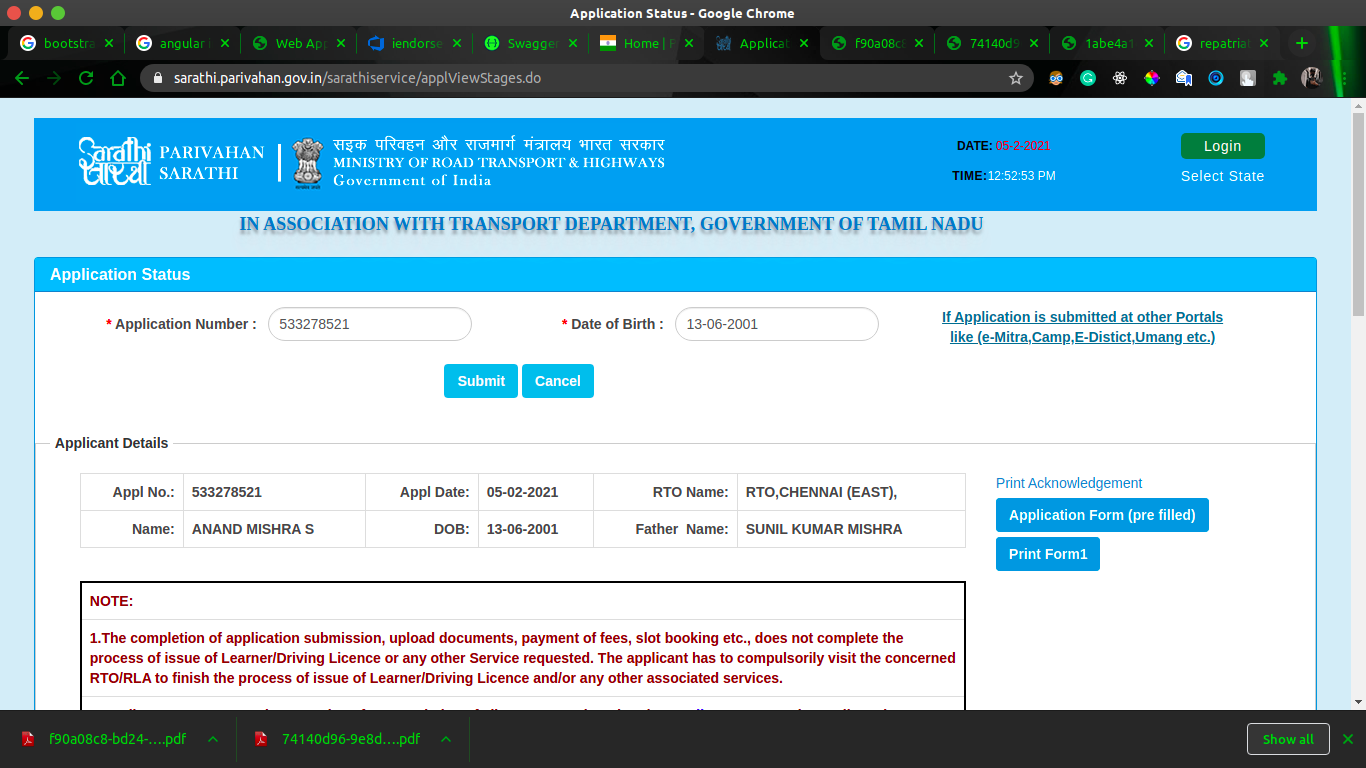 Application Status - Google Chrome
bootstra
angular
Web Ap
iendorse
Swagger
Home |
Applicat
f90a08c
74140d9
1abe4a1
repatria
sarathi.parivahan.gov.in/sarathiservice/applViewStages.do
Sarathi
सारथी
PARIVAHAN
SARATHI
सड़क परिवहन और राजमार्ग मंत्रालय भारत सरकार
MINISTRY OF ROAD TRANSPORT & HIGHWAYS
Government of India
DATE: 05-2-2021
TIME:12:52:53 PM
Login
Select State
IN ASSOCIATION WITH TRANSPORT DEPARTMENT, GOVERNMENT OF TAMIL NADU
Application Status
* Application Number : 533278521
* Date of Birth : 13-06-2001
If Application is submitted at other Portals
like (e-Mitra,Camp,E-Distict,Umang etc.)
Submit Cancel
Applicant Details
Appl No.: 533278521 Appl Date: 05-02-2021 RTO Name: RTO,CHENNAI (EAST),
Name: ANAND MISHRA S DOB: 13-06-2001 Father Name: SUNIL KUMAR MISHRA
Print Acknowledgement
Application Form (pre filled)
Print Form1
NOTE:
1.The completion of application submission, upload documents, payment of fees, slot booking etc., does not complete the
process of issue of Learner/Driving Licence or any other Service requested. The applicant has to compulsorily visit the concerned
RTO/RLA to finish the process of issue of Learner/Driving Licence and/or any other associated services.
f90a08c8-bd24-....pdf
74140d96-9e8d....pdf
Show all